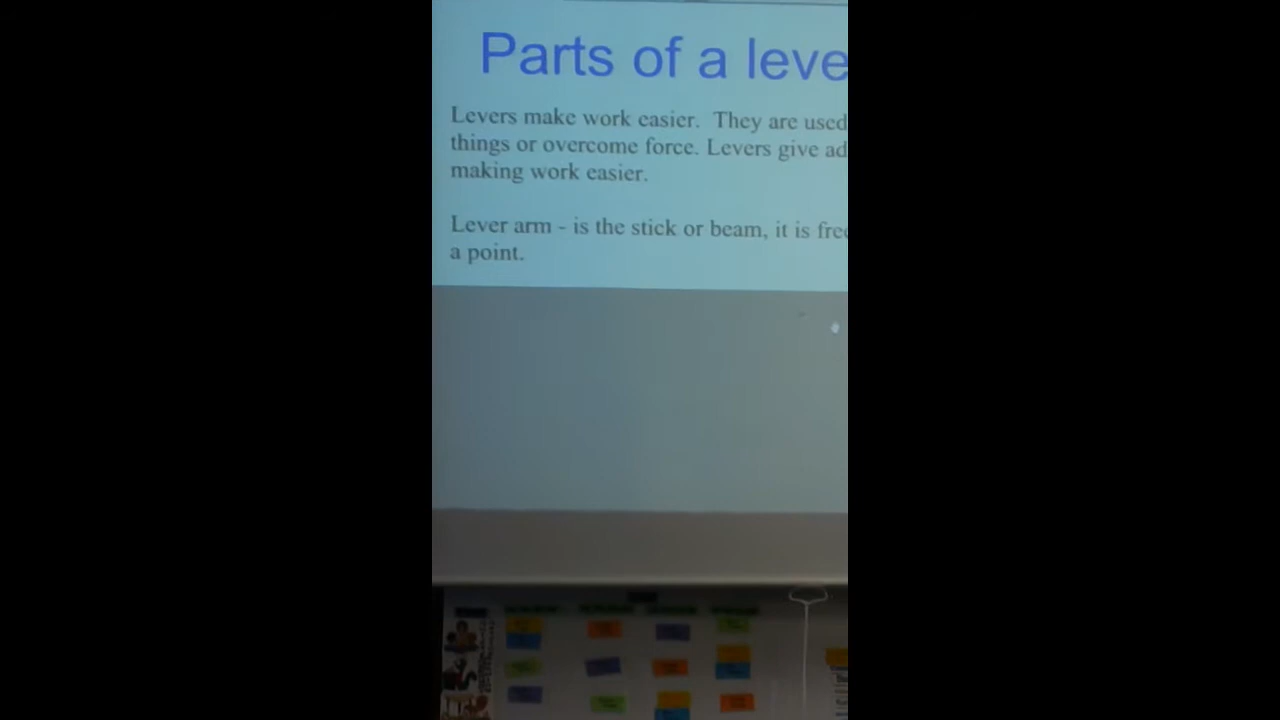 Parts of a leve
Levers make work easier. They are used
things or overcome force. Levers give ad
making work easier.
Lever arm - is the stick or beam, it is free
a point.